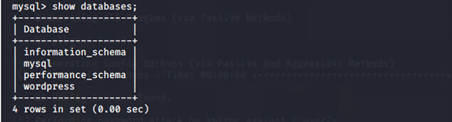 mysql> show databases;
+--------------------+
| Database           |
+--------------------+
| information_schema |
| mysql              |
| performance_schema |
| wordpress          |
+--------------------+
4 rows in set (0.00 sec)